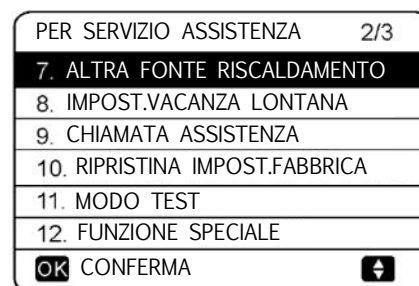 PER SERVIZIO ASSISTENZA 2/3
7. ALTRA FONTE RISCALDAMENTO
8. IMPOST.VACANZA LONTANA
9. CHIAMATA ASSISTENZA
10. RIPRISTINA IMPOST.FABBRICA
11. MODO TEST
12. FUNZIONE SPECIALE
OK CONFERMA